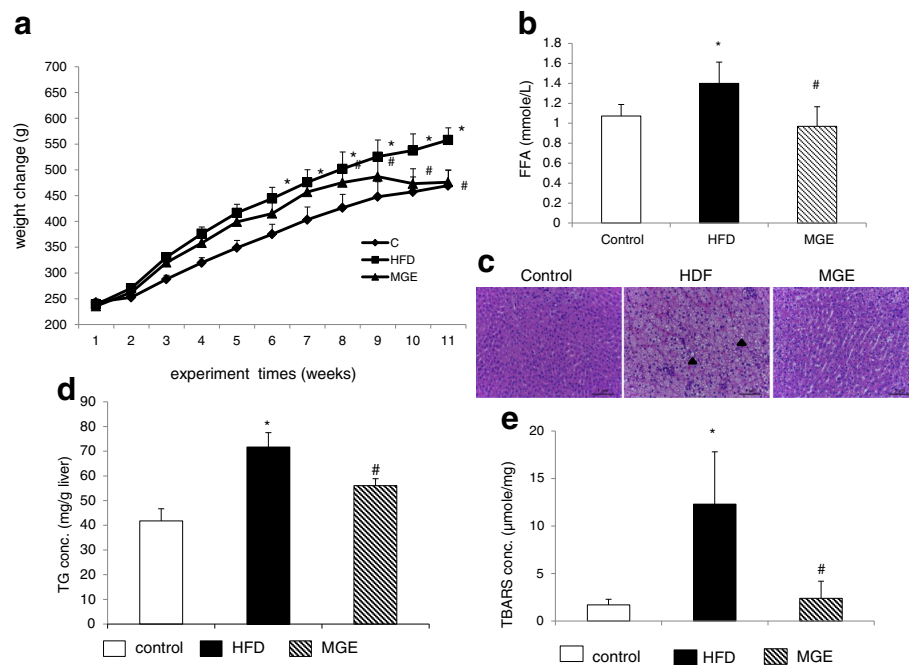 a
weight change (g)
700
650
600
550
500
450
400
350
300
250
200
* * * * * *
# # # #
C
HFD
MGE
1 2 3 4 5 6 7 8 9 10 11
experiment times (weeks)
b
FFA (mmole/L)
1.8
1.6
1.4
1.2
1
0.8
0.6
0.4
0.2
0
*
#
Control HFD MGE
c
Control HDF MGE
d
TG conc. (mg/g liver)
90
80
70
60
50
40
30
20
10
0
*
#
control HFD MGE
e
TBARS conc. (µmole/mg)
20
15
10
5
0
*
#
control HFD MGE